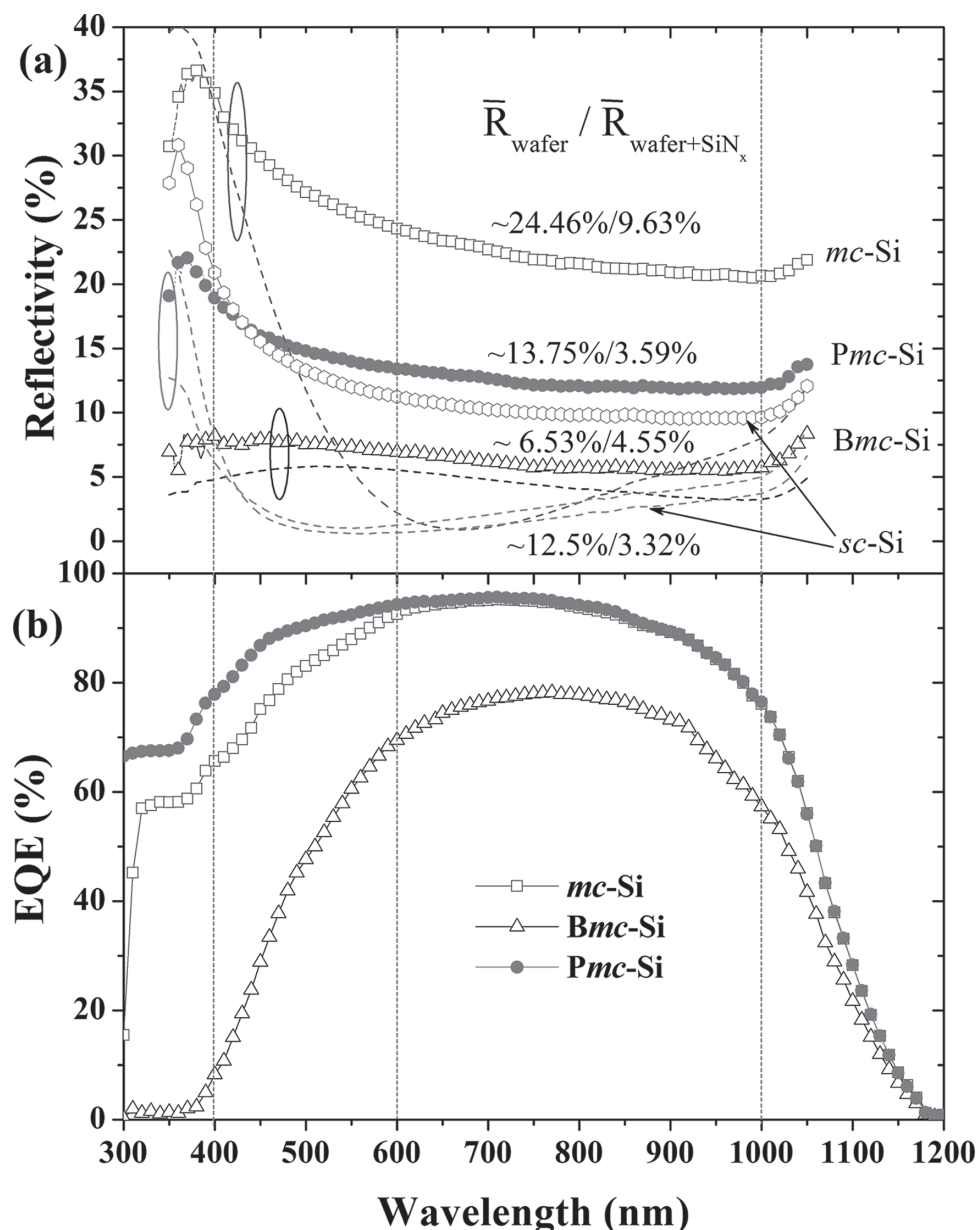 (a)
Reflectivity (%)
40
35
30
25
20
15
10
5
0
R̅wafer / R̅wafer+SiNx
~24.46%/9.63%
mc-Si
~13.75%/3.59%
Pmc-Si
~ 6.53%/4.55%
Bmc-Si
~12.5%/3.32%
sc-Si
(b)
EQE (%)
100
80
60
40
20
0
mc-Si
Bmc-Si
Pmc-Si
300 400 500 600 700 800 900 1000 1100 1200
Wavelength (nm)